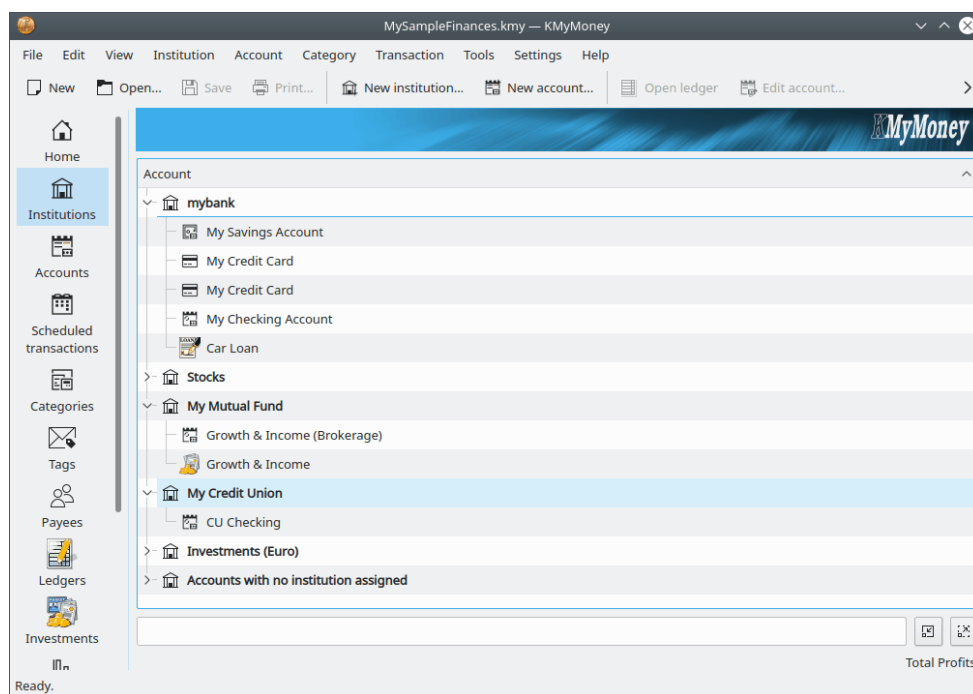 MySampleFinances.kmy — KMyMoney
File Edit View Institution Account Category Transaction Tools Settings Help
New Open... Save Print... New institution... New account... Open ledger Edit account...
KMyMoney
Home
Institutions
Accounts
Scheduled
transactions
Categories
Tags
Payees
Ledgers
Investments
Account
mybank
My Savings Account
My Credit Card
My Credit Card
My Checking Account
LOAN
Car Loan
Stocks
My Mutual Fund
Growth & Income (Brokerage)
Growth & Income
My Credit Union
CU Checking
Investments (Euro)
Accounts with no institution assigned
Total Profits
Ready.